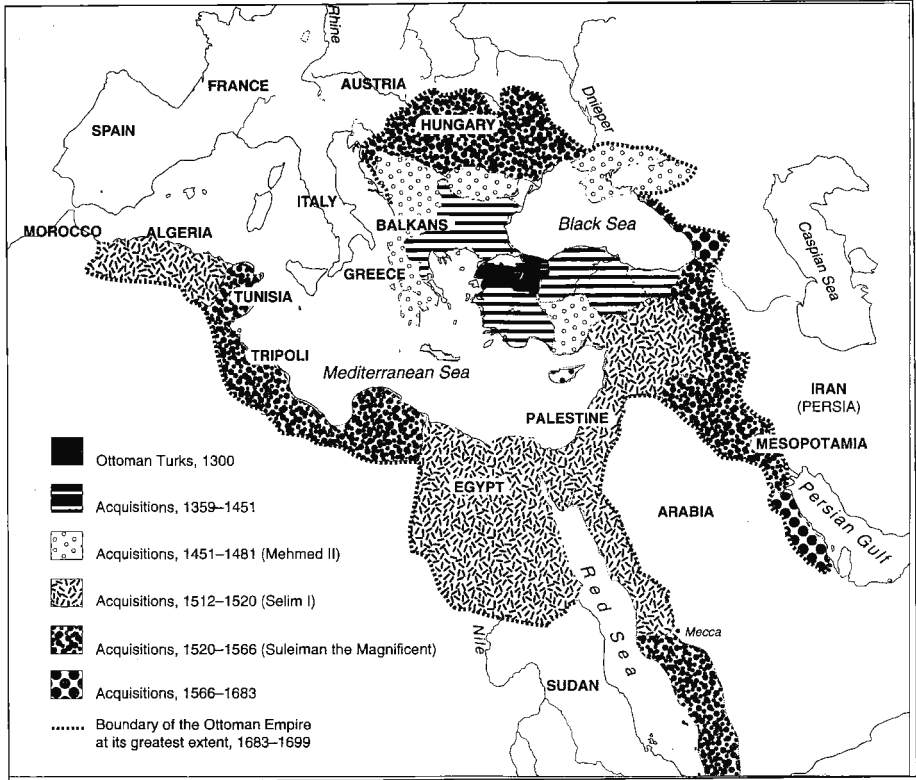 Rhine
FRANCE
AUSTRIA
Dnieper
SPAIN
HUNGARY
ITALY
BALKANS
Black Sea
Caspian Sea
MOROCCO
ALGERIA
GREECE
TUNISIA
TRIPOLI
Mediterranean Sea
IRAN
(PERSIA)
PALESTINE
MESOPOTAMIA
EGYPT
Persian Gulf
ARABIA
Red Sea
Mecca
Nile
SUDAN
Ottoman Turks, 1300
Acquisitions, 1359–1451
Acquisitions, 1451–1481 (Mehmed II)
Acquisitions, 1512–1520 (Selim I)
Acquisitions, 1520–1566 (Suleiman the Magnificent)
Acquisitions, 1566–1683
Boundary of the Ottoman Empire
at its greatest extent, 1683–1699